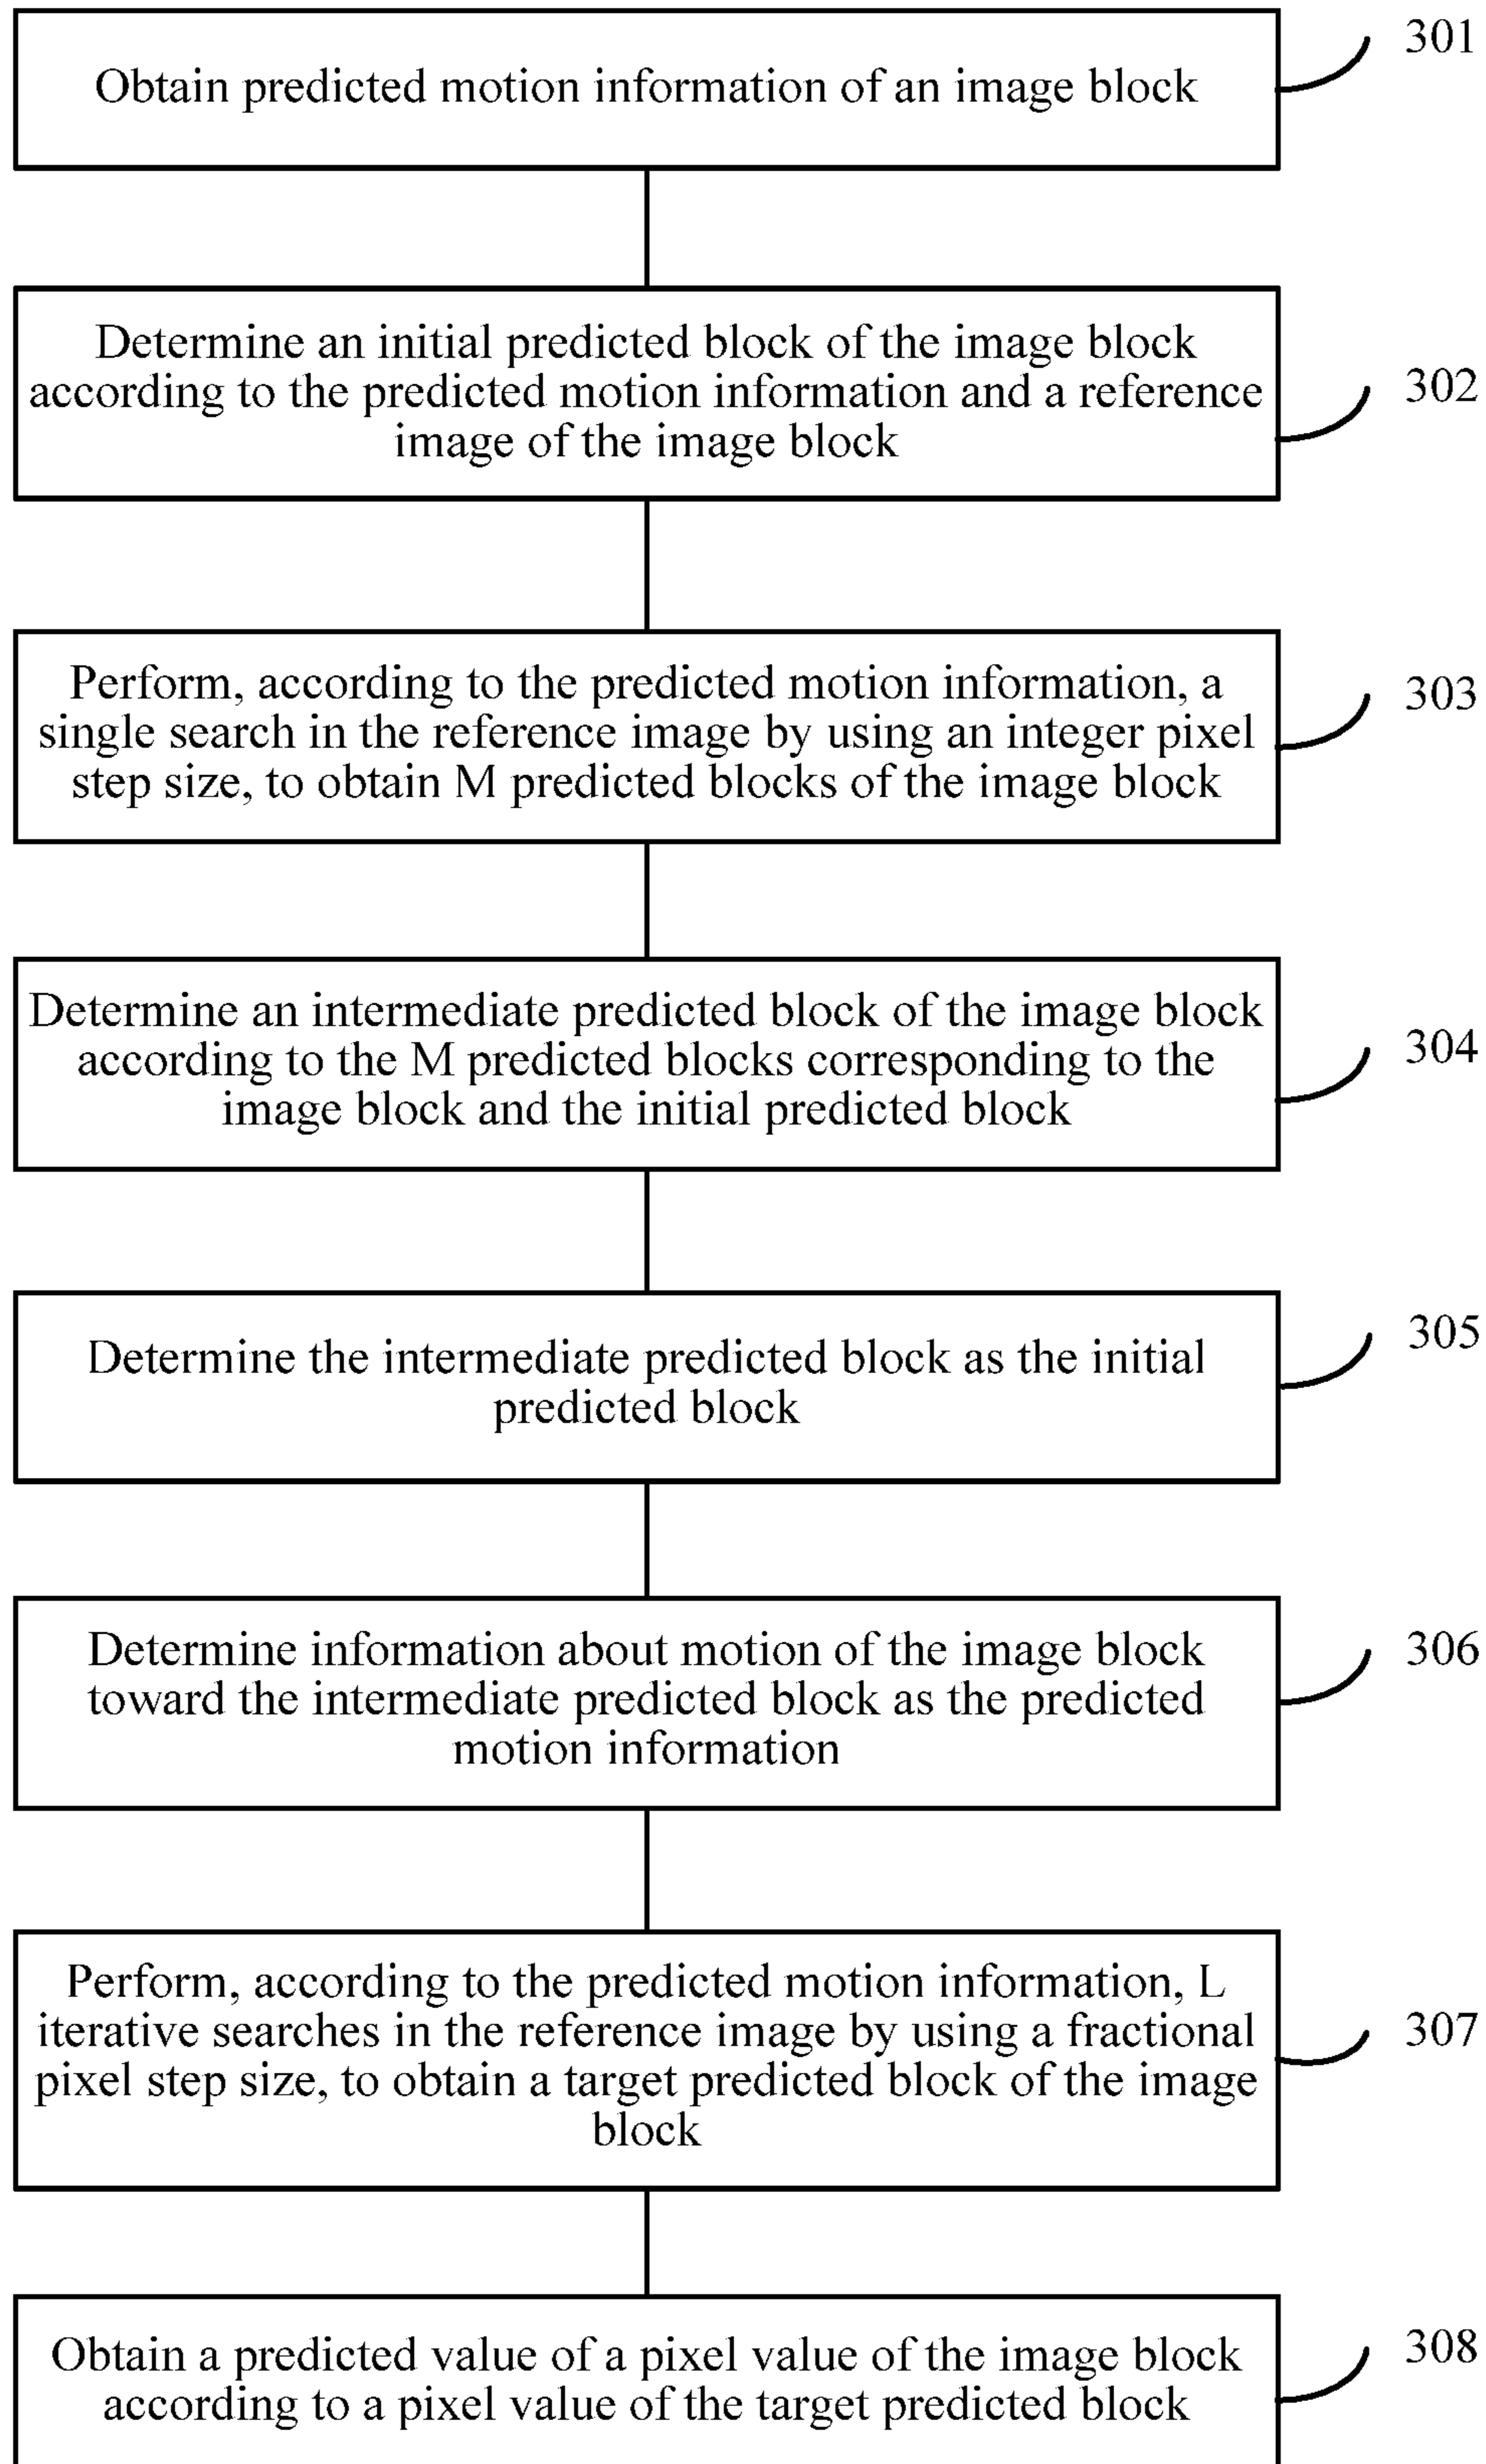 301
Obtain predicted motion information of an image block
Determine an initial predicted block of the image block
according to the predicted motion information and a reference
image of the image block
302
Perform, according to the predicted motion information, a
single search in the reference image by using an integer pixel
step size, to obtain M predicted blocks of the image block
303
Determine an intermediate predicted block of the image block
according to the M predicted blocks corresponding to the
image block and the initial predicted block
304
Determine the intermediate predicted block as the initial
predicted block
305
Determine information about motion of the image block
toward the intermediate predicted block as the predicted
motion information
306
Perform, according to the predicted motion information, L
iterative searches in the reference image by using a fractional
pixel step size, to obtain a target predicted block of the image
block
307
Obtain a predicted value of a pixel value of the image block
according to a pixel value of the target predicted block
308